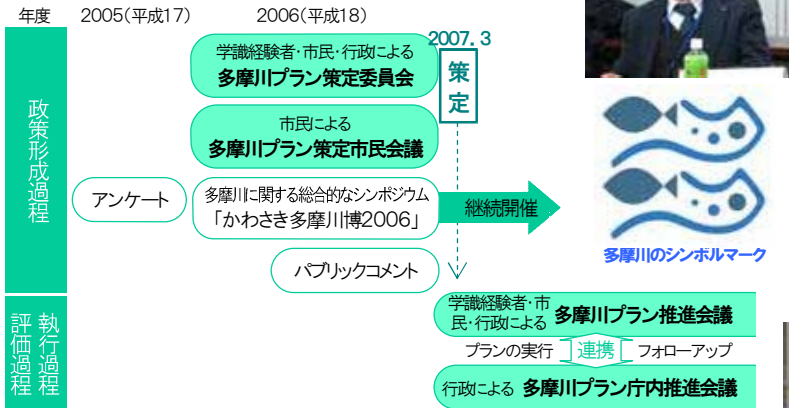 年度 2005(平成17) 2006(平成18)
2007.3
策定
政策形成過程
学識経験者・市民・行政による
多摩川プラン策定委員会
市民による
多摩川プラン策定市民会議
アンケート
多摩川に関する総合的なシンポジウム
「かわさき多摩川博2006」
継続開催
パブリックコメント
多摩川のシンボルマーク
執行過程
評価過程
学識経験者・市
民・行政による 多摩川プラン推進会議
プランの実行 連携 フォローアップ
行政による 多摩川プラン庁内推進会議